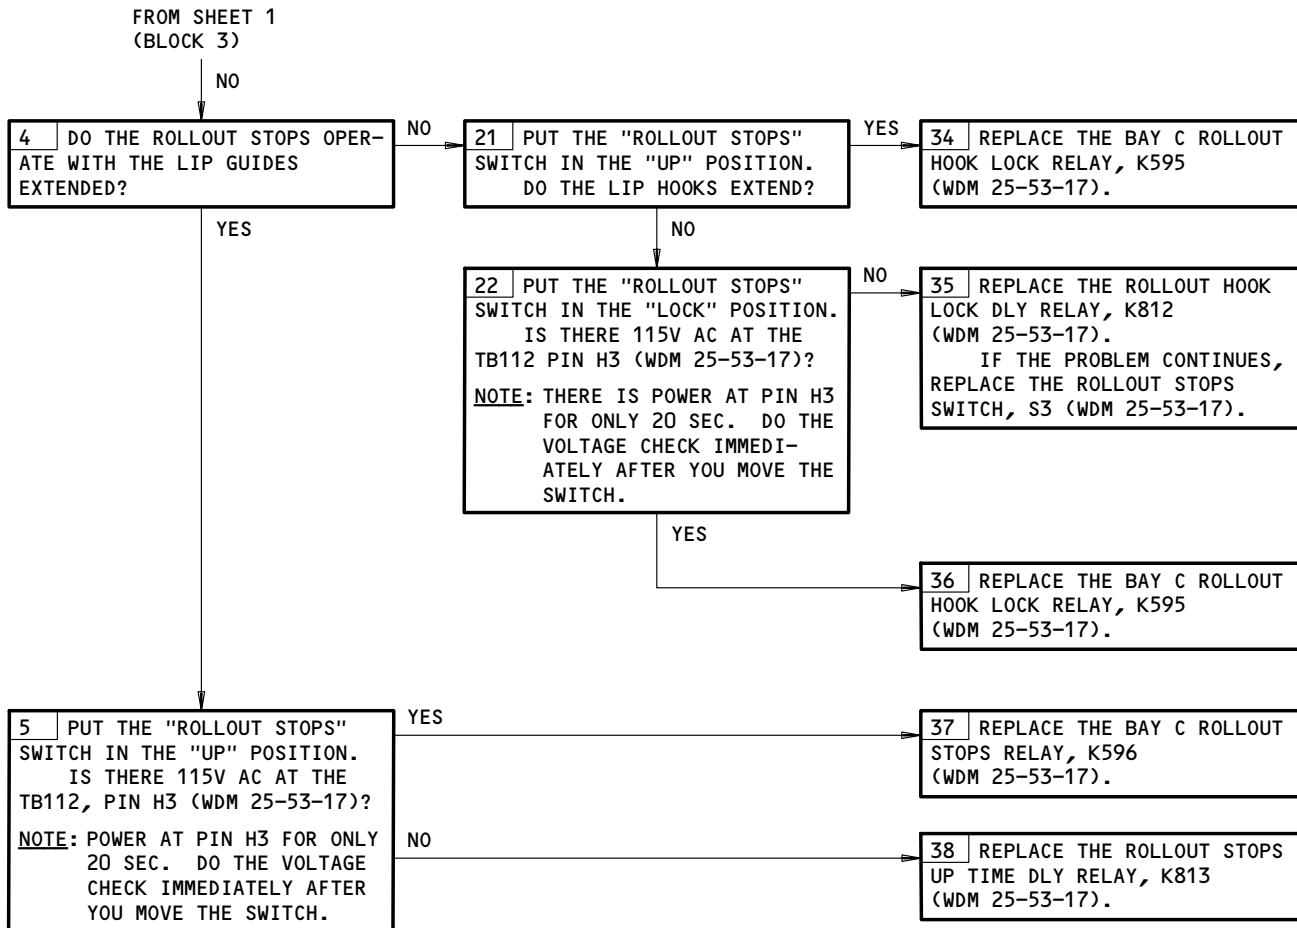 FROM SHEET 1
(BLOCK 3)
NO
4 DO THE ROLLOUT STOPS OPER-
ATE WITH THE LIP GUIDES
EXTENDED?
NO
21 PUT THE "ROLLOUT STOPS"
SWITCH IN THE "UP" POSITION.
DO THE LIP HOOKS EXTEND?
YES
34 REPLACE THE BAY C ROLLOUT
HOOK LOCK RELAY, K595
(WDM 25-53-17).
YES
NO
22 PUT THE "ROLLOUT STOPS"
SWITCH IN THE "LOCK" POSITION.
IS THERE 115V AC AT THE
TB112 PIN H3 (WDM 25-53-17)?
NOTE: THERE IS POWER AT PIN H3
FOR ONLY 20 SEC. DO THE
VOLTAGE CHECK IMMEDI-
ATELY AFTER YOU MOVE THE
SWITCH.
NO
35 REPLACE THE ROLLOUT HOOK
LOCK DLY RELAY, K812
(WDM 25-53-17).
IF THE PROBLEM CONTINUES,
REPLACE THE ROLLOUT STOPS
SWITCH, S3 (WDM 25-53-17).
YES
36 REPLACE THE BAY C ROLLOUT
HOOK LOCK RELAY, K595
(WDM 25-53-17).
5 PUT THE "ROLLOUT STOPS"
SWITCH IN THE "UP" POSITION.
IS THERE 115V AC AT THE
TB112, PIN H3 (WDM 25-53-17)?
NOTE: POWER AT PIN H3 FOR ONLY
20 SEC. DO THE VOLTAGE
CHECK IMMEDIATELY AFTER
YOU MOVE THE SWITCH.
YES
37 REPLACE THE BAY C ROLLOUT
STOPS RELAY, K596
(WDM 25-53-17).
NO
38 REPLACE THE ROLLOUT STOPS
UP TIME DLY RELAY, K813
(WDM 25-53-17).